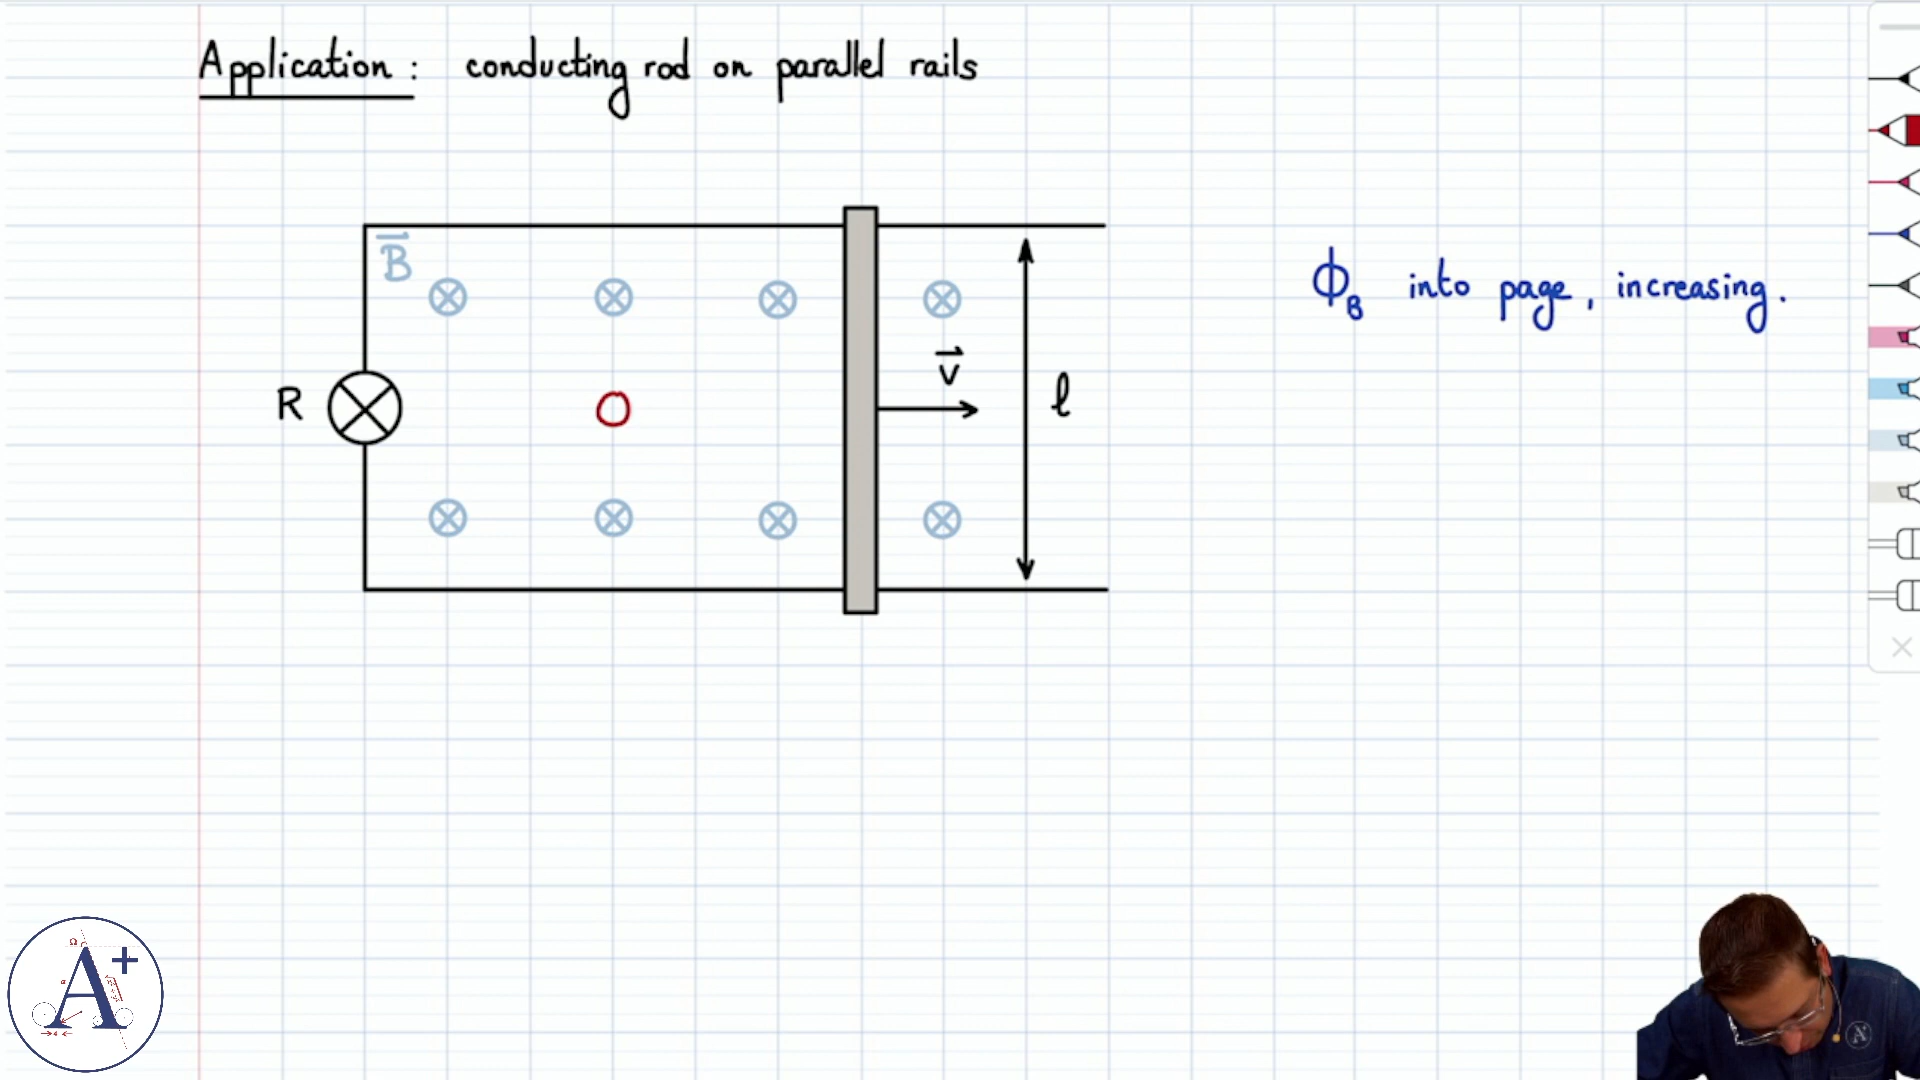 Application : conducting rod on parallel rails
B
Φ_B into page, increasing.
v
R
l
A+